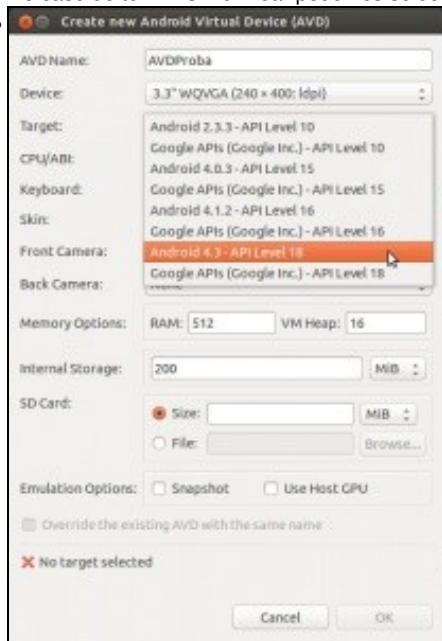 Create new Android Virtual Device (AVD)
AVD Name: AVDProba
Device: 3.3" WQVGA (240 × 400: ldpi)
Target: Android 2.3.3 - API Level 10
Google APIs (Google Inc.) - API Level 10
CPU/ABI: Android 4.0.3 - API Level 15
Keyboard: Google APIs (Google Inc.) - API Level 15
Skin: Android 4.1.2 - API Level 16
Google APIs (Google Inc.) - API Level 16
Front Camera: Android 4.3 - API Level 18
Google APIs (Google Inc.) - API Level 18
Back Camera:
Memory Options: RAM: 512 VM Heap: 16
Internal Storage: 200 MiB
SD Card:
Size: MiB
File: Browse...
Emulation Options: Snapshot Use Host GPU
Override the existing AVD with the same name
No target selected
Cancel OK